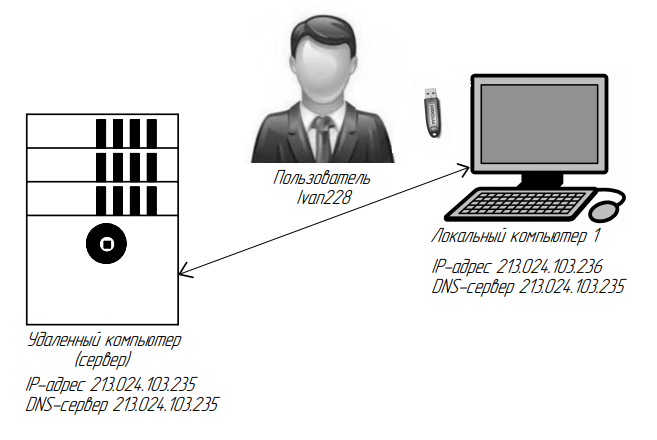 Пользователь
Ivan228
Локальный компьютер 1
IP-адрес 213.024.103.236
DNS-сервер 213.024.103.235
Удаленный компьютер
(сервер)
IP-адрес 213.024.103.235
DNS-сервер 213.024.103.235